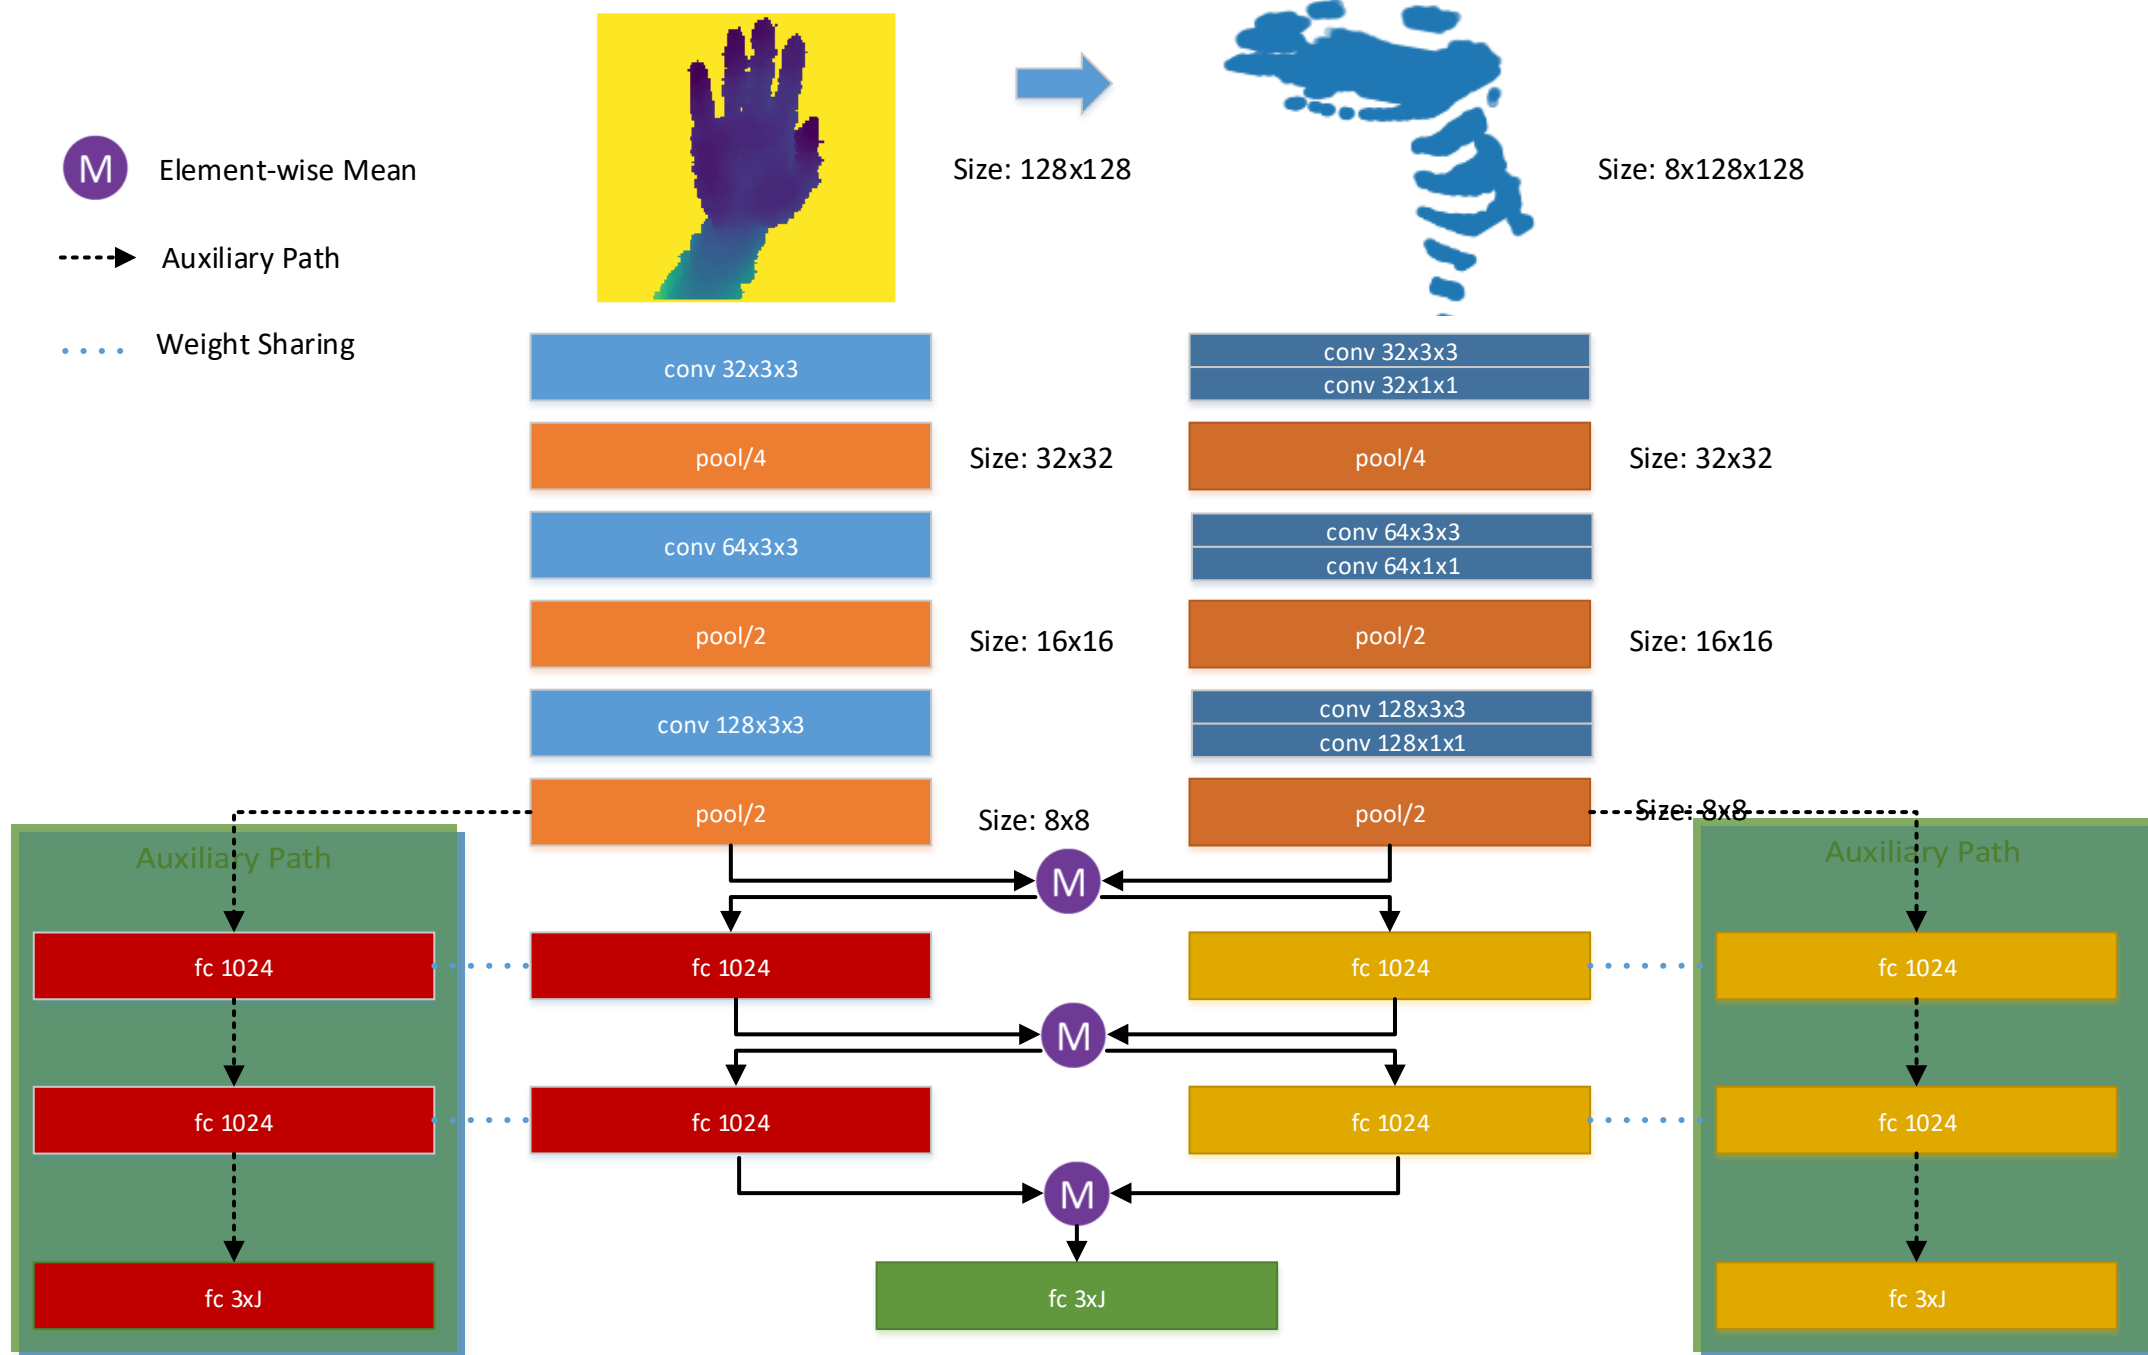 M Element-wise Mean
Auxiliary Path
Weight Sharing
Size: 128x128
Size: 8x128x128
conv 32x3x3
conv 32x3x3
conv 32x1x1
pool/4
Size: 32x32
pool/4
Size: 32x32
conv 64x3x3
conv 64x3x3
conv 64x1x1
pool/2
Size: 16x16
pool/2
Size: 16x16
conv 128x3x3
conv 128x3x3
conv 128x1x1
pool/2
Size: 8x8
pool/2
Size: 8x8
Auxiliary Path
M
Auxiliary Path
fc 1024
fc 1024
fc 1024
fc 1024
M
fc 1024
fc 1024
fc 1024
fc 1024
M
fc 3xJ
fc 3xJ
fc 3xJ